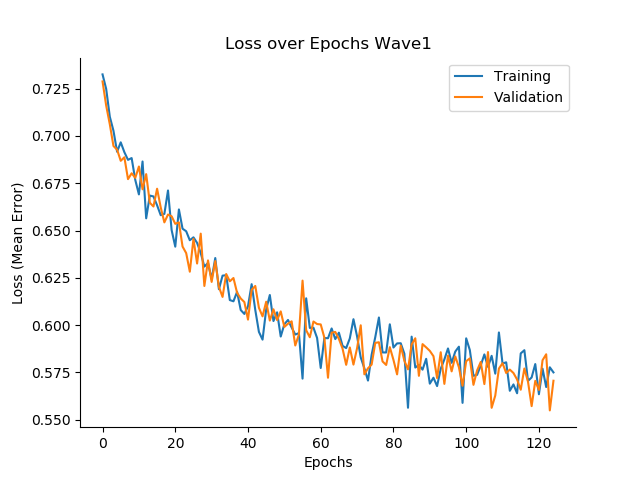 Loss over Epochs Wave1
Training
Validation
Loss (Mean Error)
0.725
0.700
0.675
0.650
0.625
0.600
0.575
0.550
0 20 40 60 80 100 120
Epochs